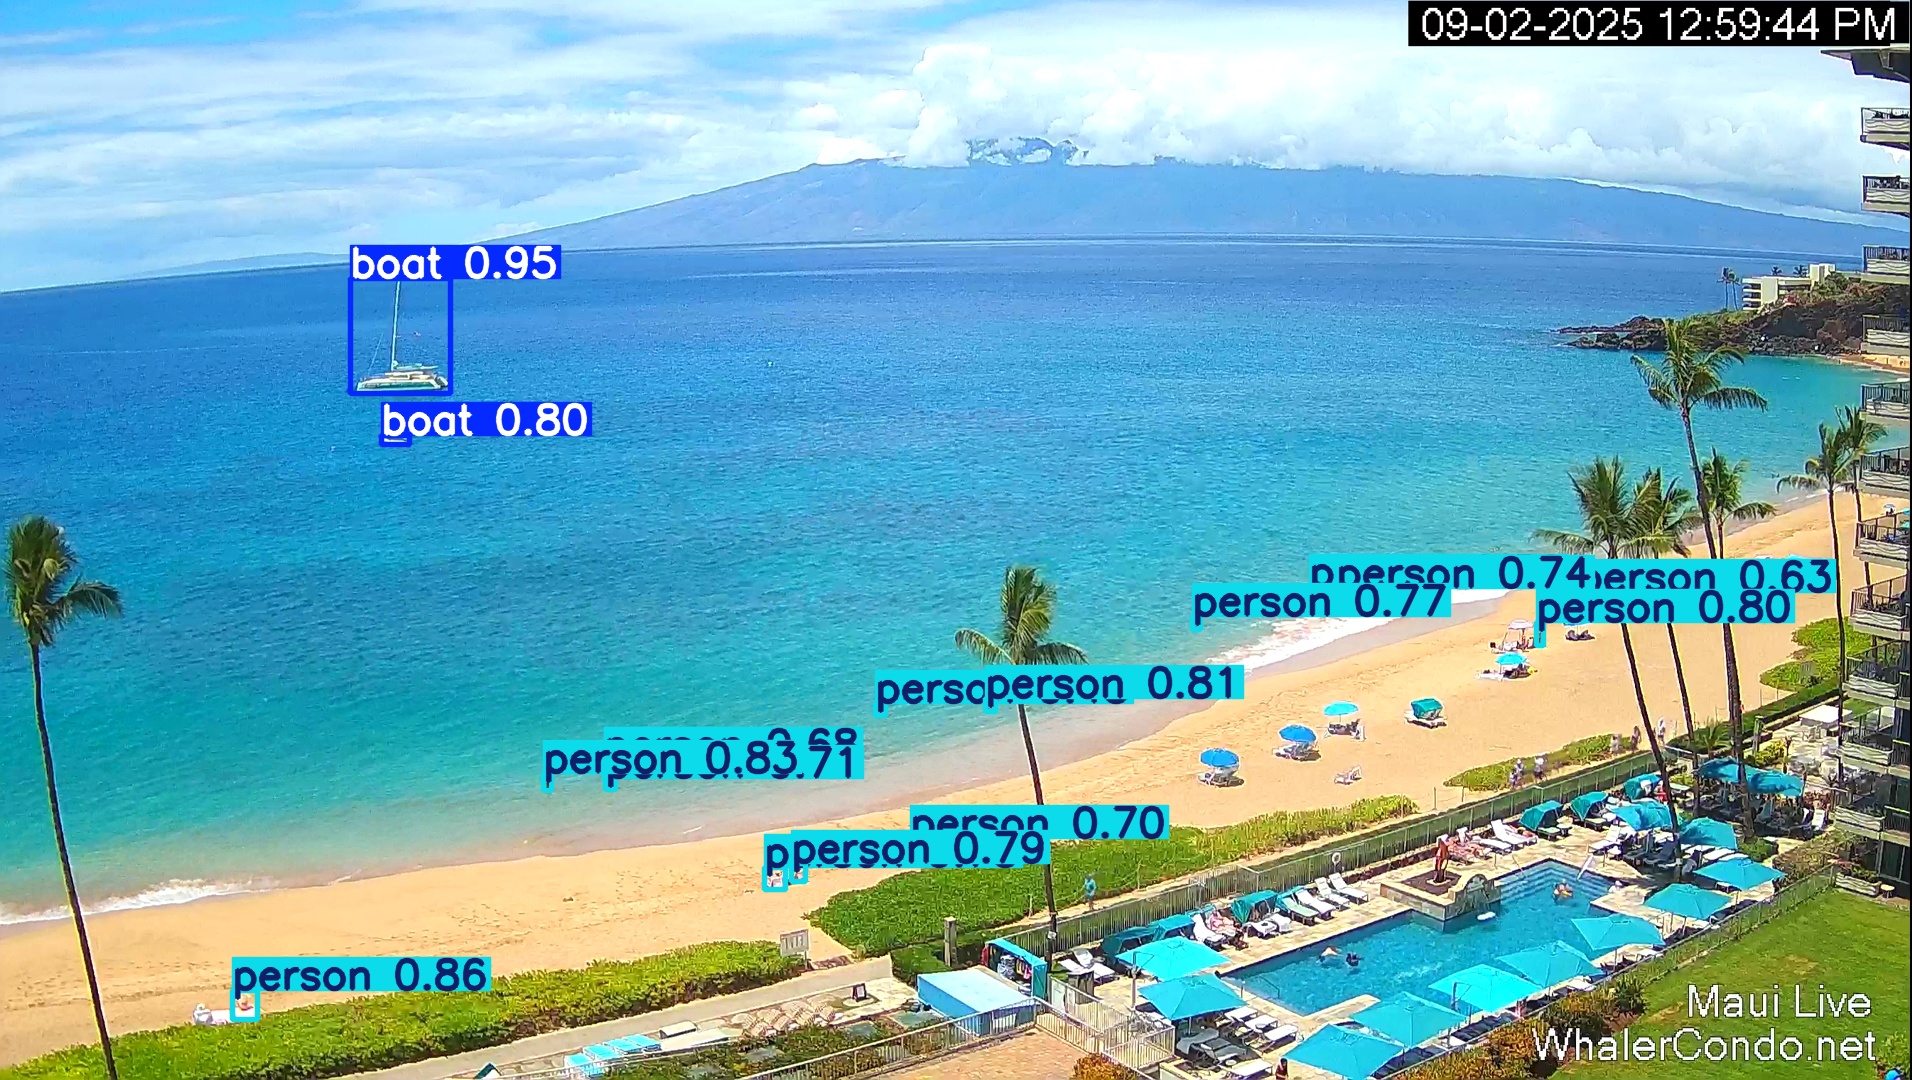 09-02-2025 12:59:44 PM
boat 0.95
boat 0.80
person 0.74
person 0.63
person 0.77
person 0.80
person 0.81
person 0.83
.71
person 0.70
person 0.79
person 0.86
Maui Live
WhalerCondo.net